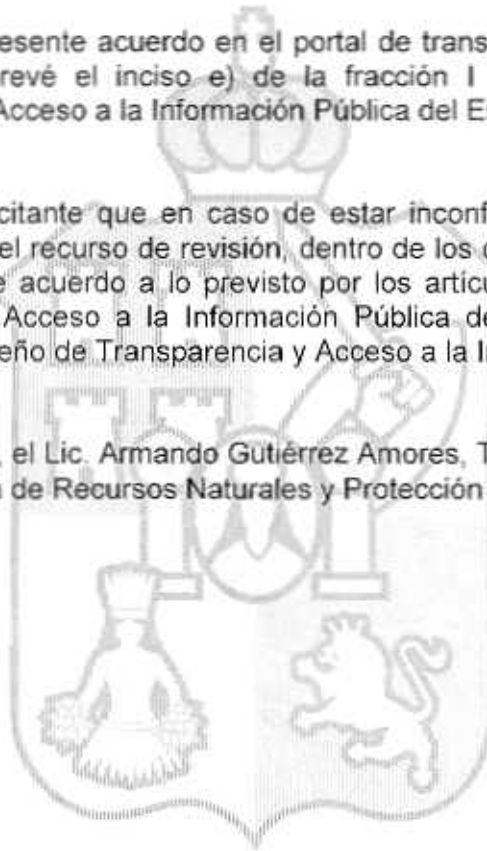 esente acuerdo en el portal de trans
revé el inciso e) de la fracción I
Acceso a la Información Pública del E
citante que en caso de estar inconf
el recurso de revisión, dentro de los
e acuerdo a lo previsto por los artícu
Acceso a la Información Pública de
eño de Transparencia y Acceso a la I
, el Lic. Armando Gutiérrez Amores, T
de Recursos Naturales y Protección